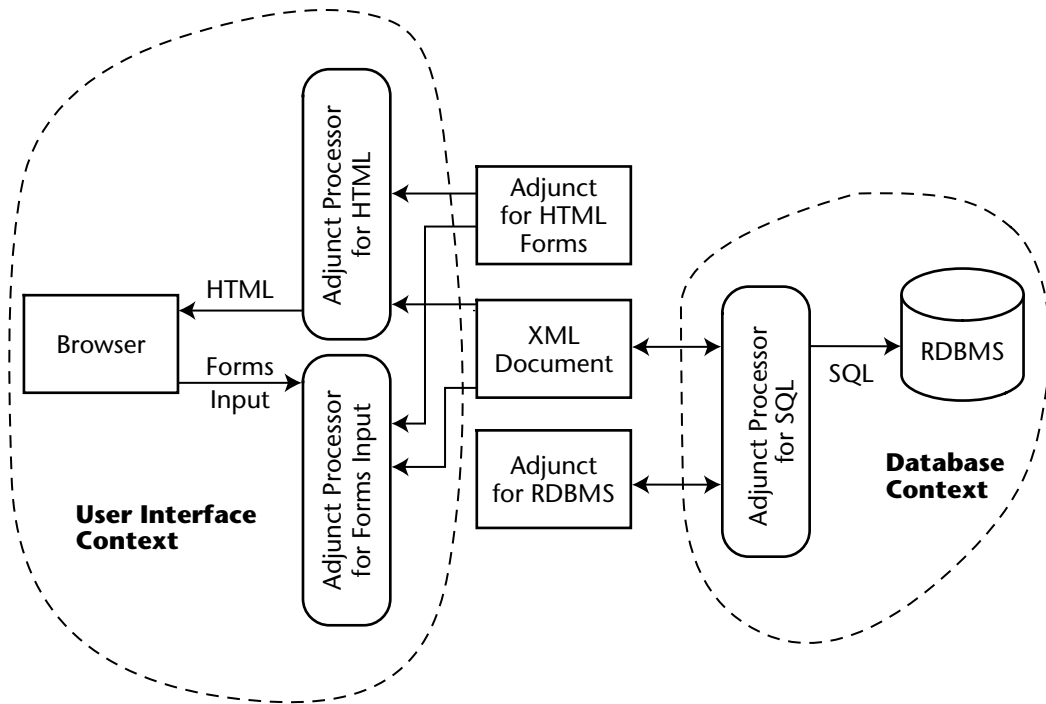 Adjunct Processor
for HTML
Adjunct
for HTML
Forms
HTML
Browser
Forms
Input
XML
Document
Adjunct Processor
for SQL
SQL
RDBMS
Adjunct Processor
for Forms Input
Adjunct
for RDBMS
User Interface
Context
Database
Context